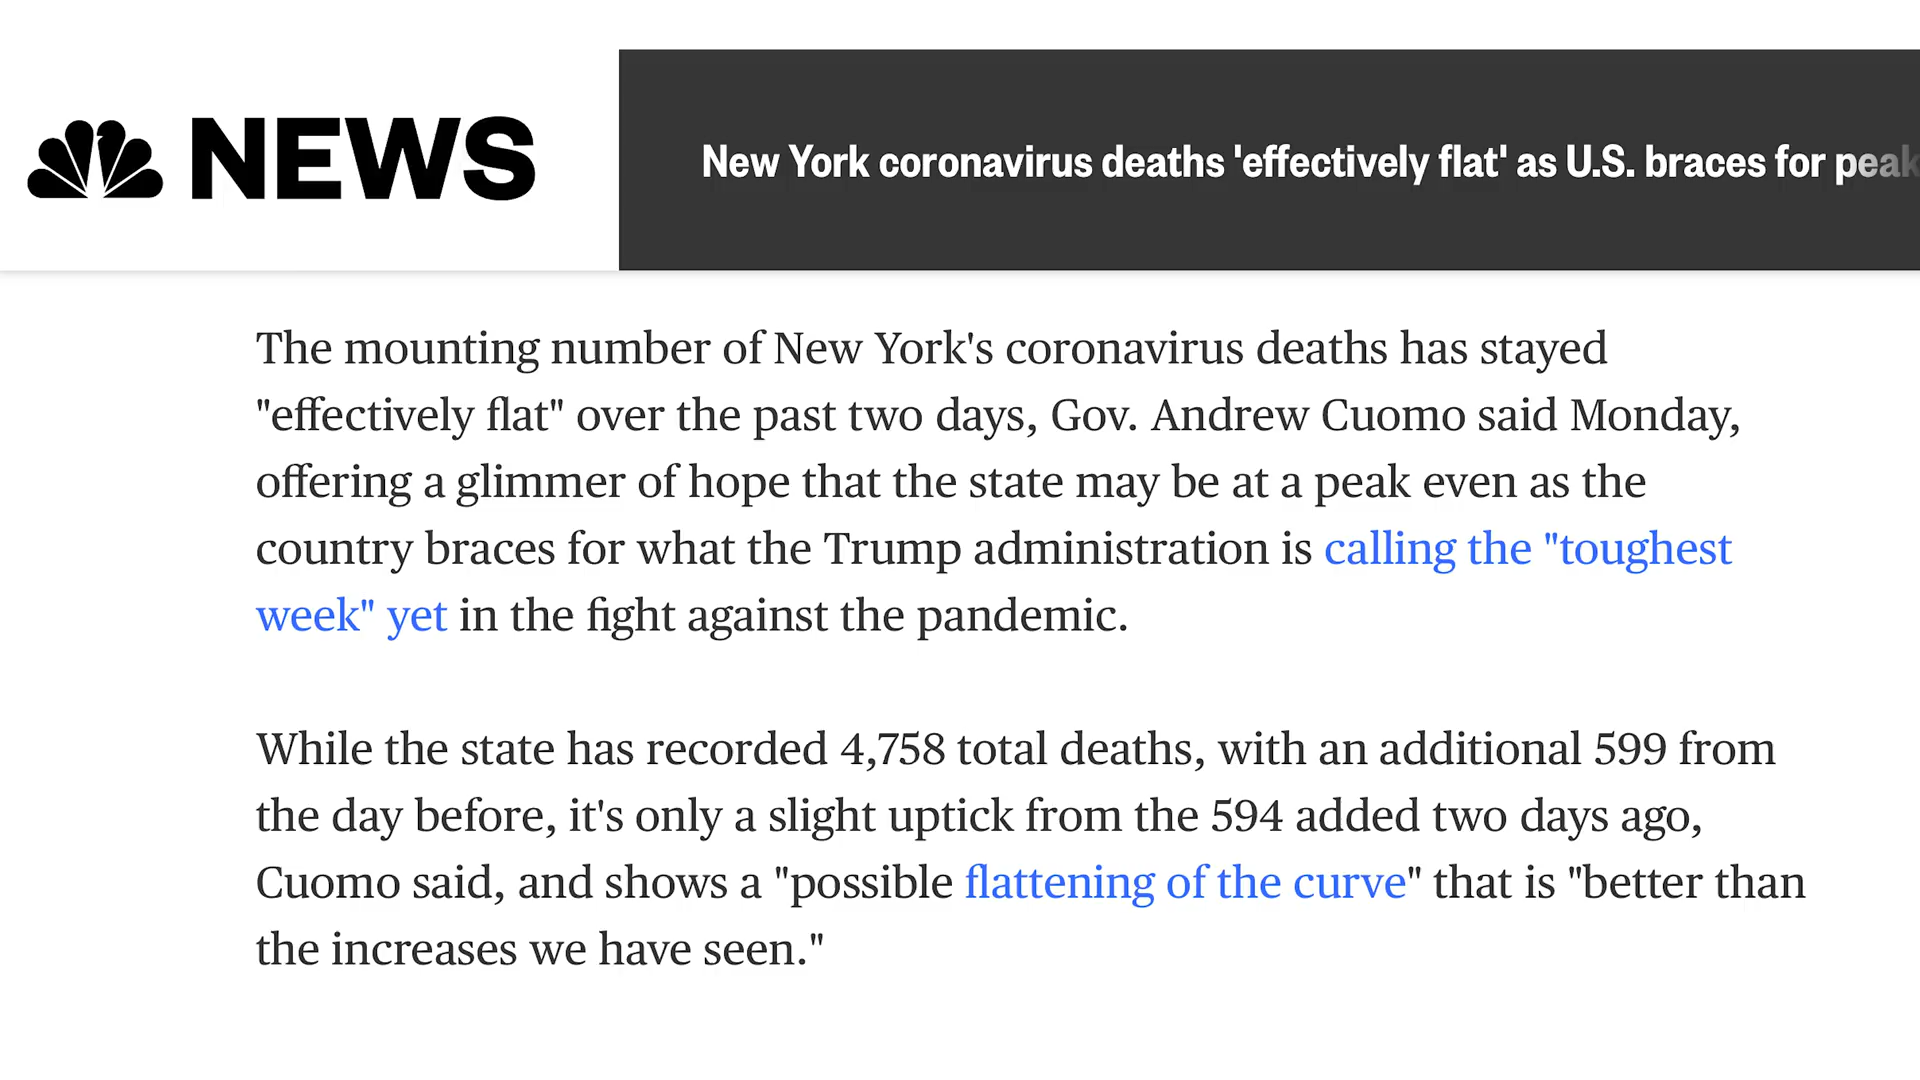 NEWS
New York coronavirus deaths 'effectively flat' as U.S. braces for peak
The mounting number of New York's coronavirus deaths has stayed
"effectively flat" over the past two days, Gov. Andrew Cuomo said Monday,
offering a glimmer of hope that the state may be at a peak even as the
country braces for what the Trump administration is calling the "toughest
week" yet in the fight against the pandemic.
While the state has recorded 4,758 total deaths, with an additional 599 from
the day before, it's only a slight uptick from the 594 added two days ago,
Cuomo said, and shows a "possible flattening of the curve" that is "better than
the increases we have seen."